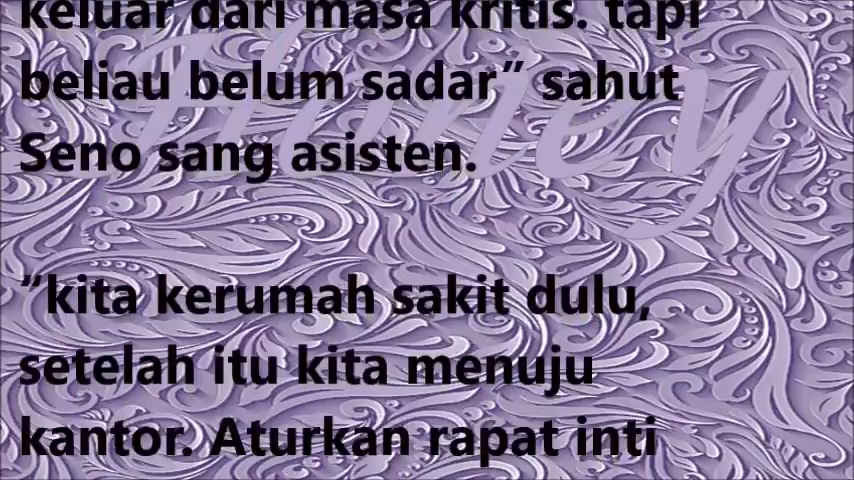 keluar dari masa kritis. tapi
beliau belum sadar” sahut
Seno sang asisten.
“kita kerumah sakit dulu,
setelah itu kita menuju
kantor. Aturkan rapat inti